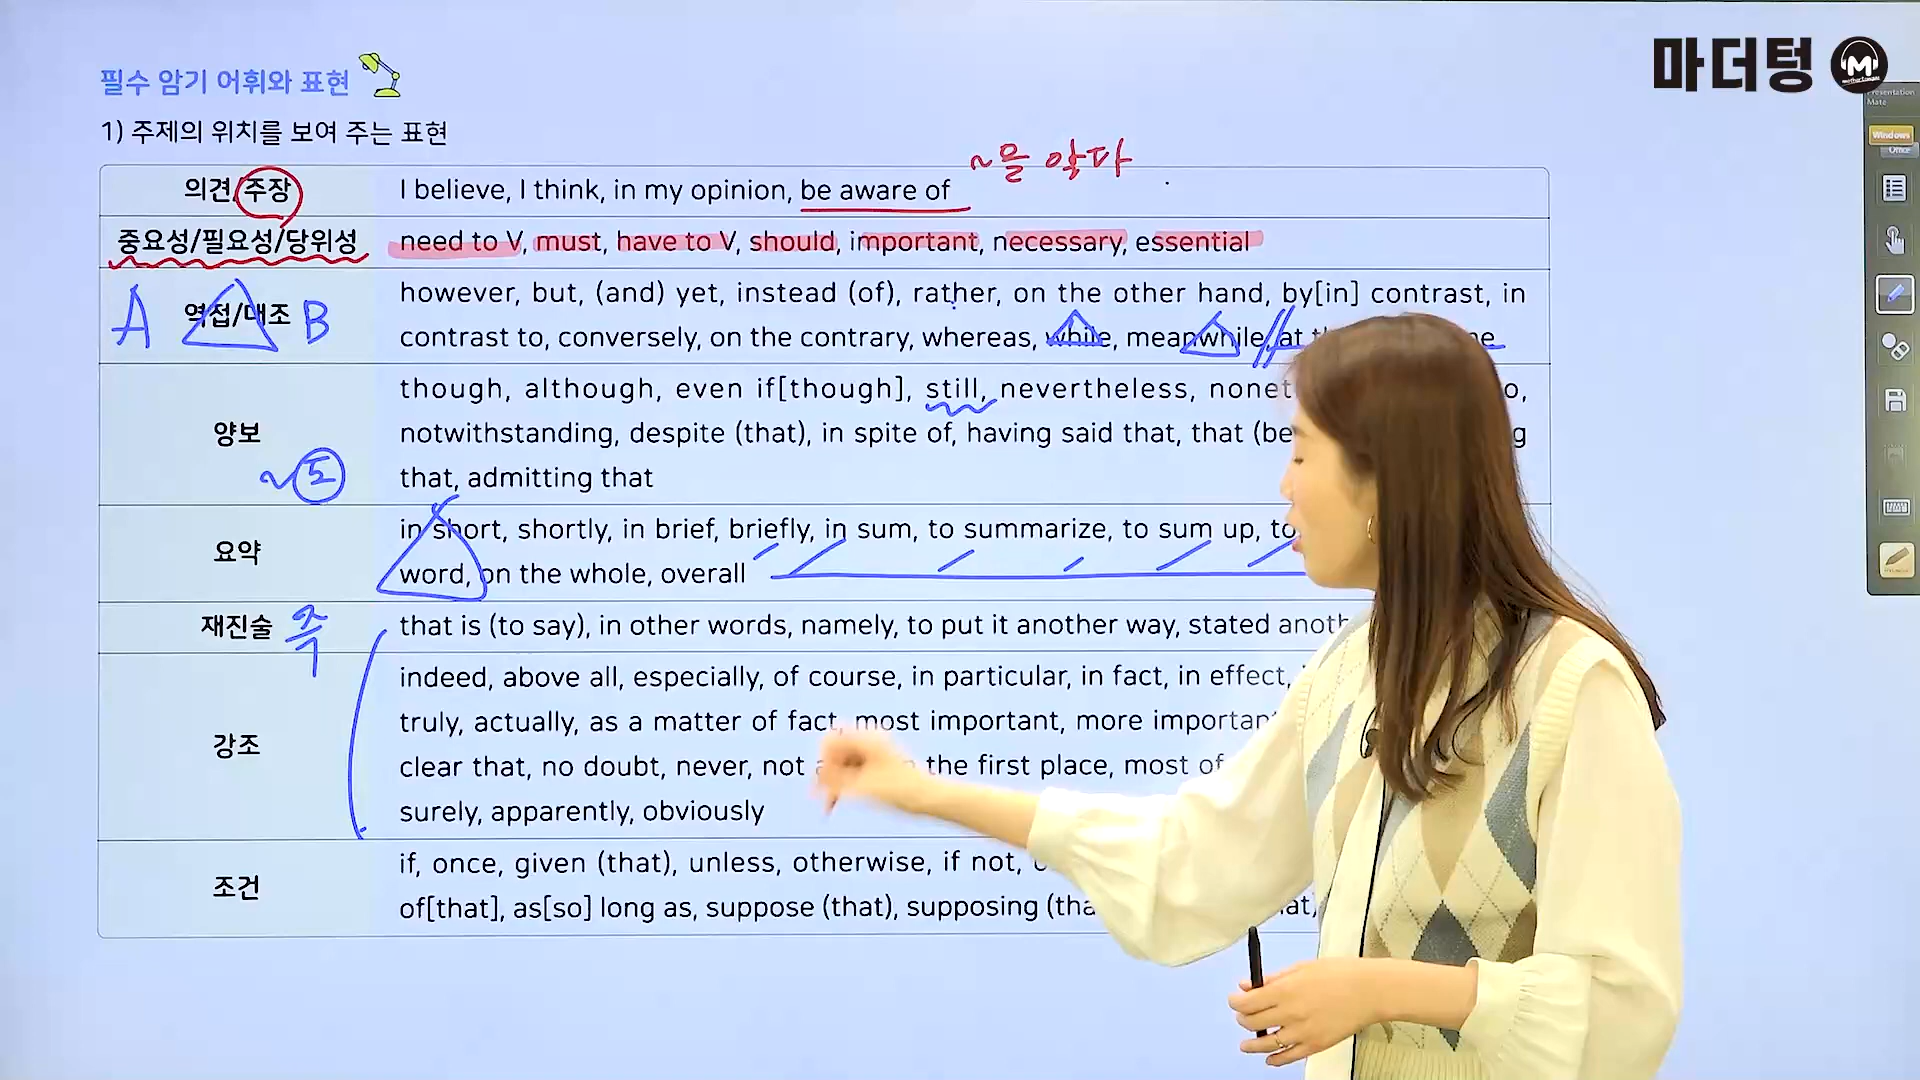 마더텅
Mothertongue
Presentation
Mate
Windows
Office
필수 암기 어휘와 표현
1) 주제의 위치를 보여 주는 표현
~을 알다
의견/주장
I believe, I think, in my opinion, be aware of
중요성/필요성/당위성
need to V, must, have to V, should, important, necessary, essential
A 역접/대조 B
however, but, (and) yet, instead (of), rather, on the other hand, by[in] contrast, in
contrast to, conversely, on the contrary, whereas, while, meanwhile, at
양보
~도
though, although, even if[though], still, nevertheless,
notwithstanding, despite (that), in spite of, having said that, that
that, admitting that
요약
in short, shortly, in brief, briefly, in sum, to summarize, to sum up, to
word, on the whole, overall
재진술 즉
that is (to say), in other words, namely, to put it another way, stated
강조
indeed, above all, especially, of course, in particular, in fact, in effect,
truly, actually, as a matter of fact, most important, more
clear that, no doubt, never, not the first place, most of
surely, apparently, obviously
조건
if, once, given (that), unless, otherwise, if not,
of[that], as[so] long as, suppose (that), supposing